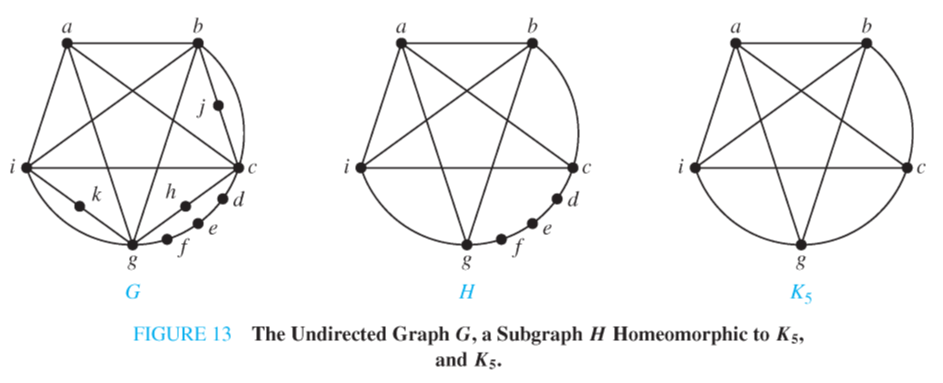 a b a b a b
j
i c i c i c
k h d d
e e
f f
g g g
G H K₅
FIGURE 13 The Undirected Graph G, a Subgraph H Homeomorphic to K₅,
and K₅.